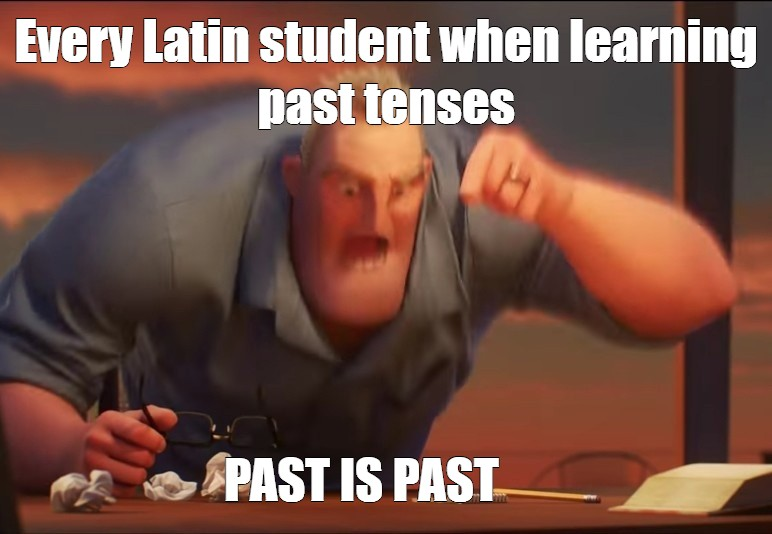 Every Latin student when learning
past tenses
PAST IS PAST